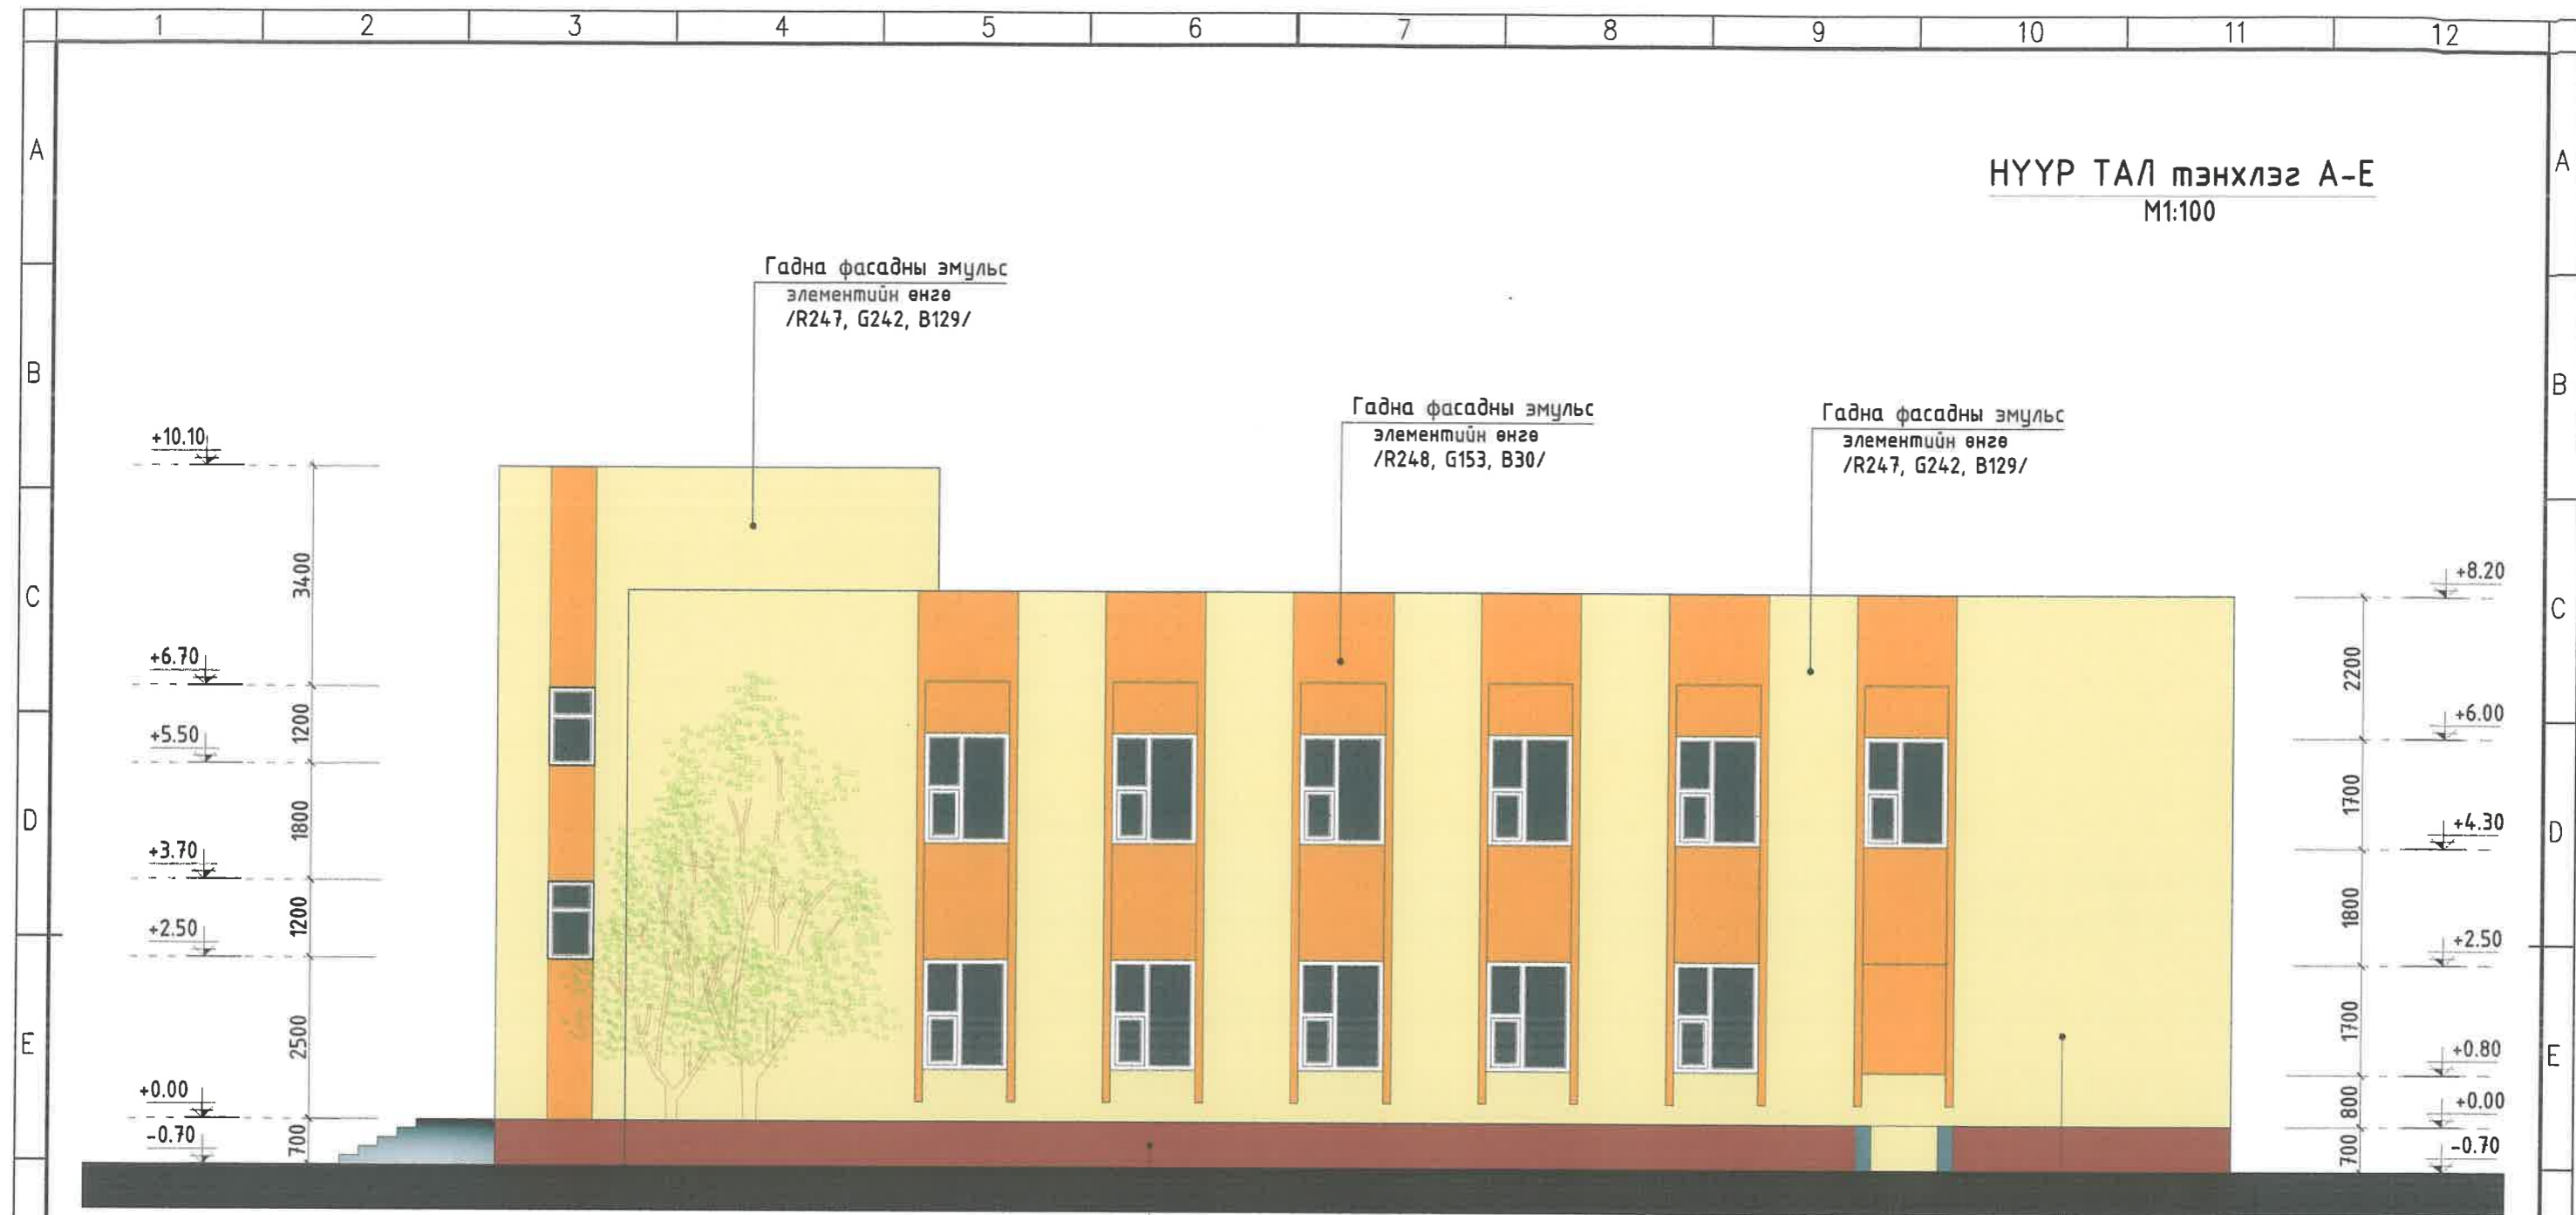 1 2 3 4 5 6 7 8 9 10 11 12
A
B
C
D
E
A
B
C
D
E
НҮҮР ТАЛ тэнхлэг А-Е
М1:100
Гадна фасадны эмульс
элементийн өнгө
/R247, G242, B129/
Гадна фасадны эмульс
элементийн өнгө
/R248, G153, B30/
Гадна фасадны эмульс
элементийн өнгө
/R247, G242, B129/
+10.10
+6.70
+5.50
+3.70
+2.50
+0.00
-0.70
3400
1200
1800
1200
2500
700
2200
1700
1800
1700
800
700
+8.20
+6.00
+4.30
+2.50
+0.80
+0.00
-0.70